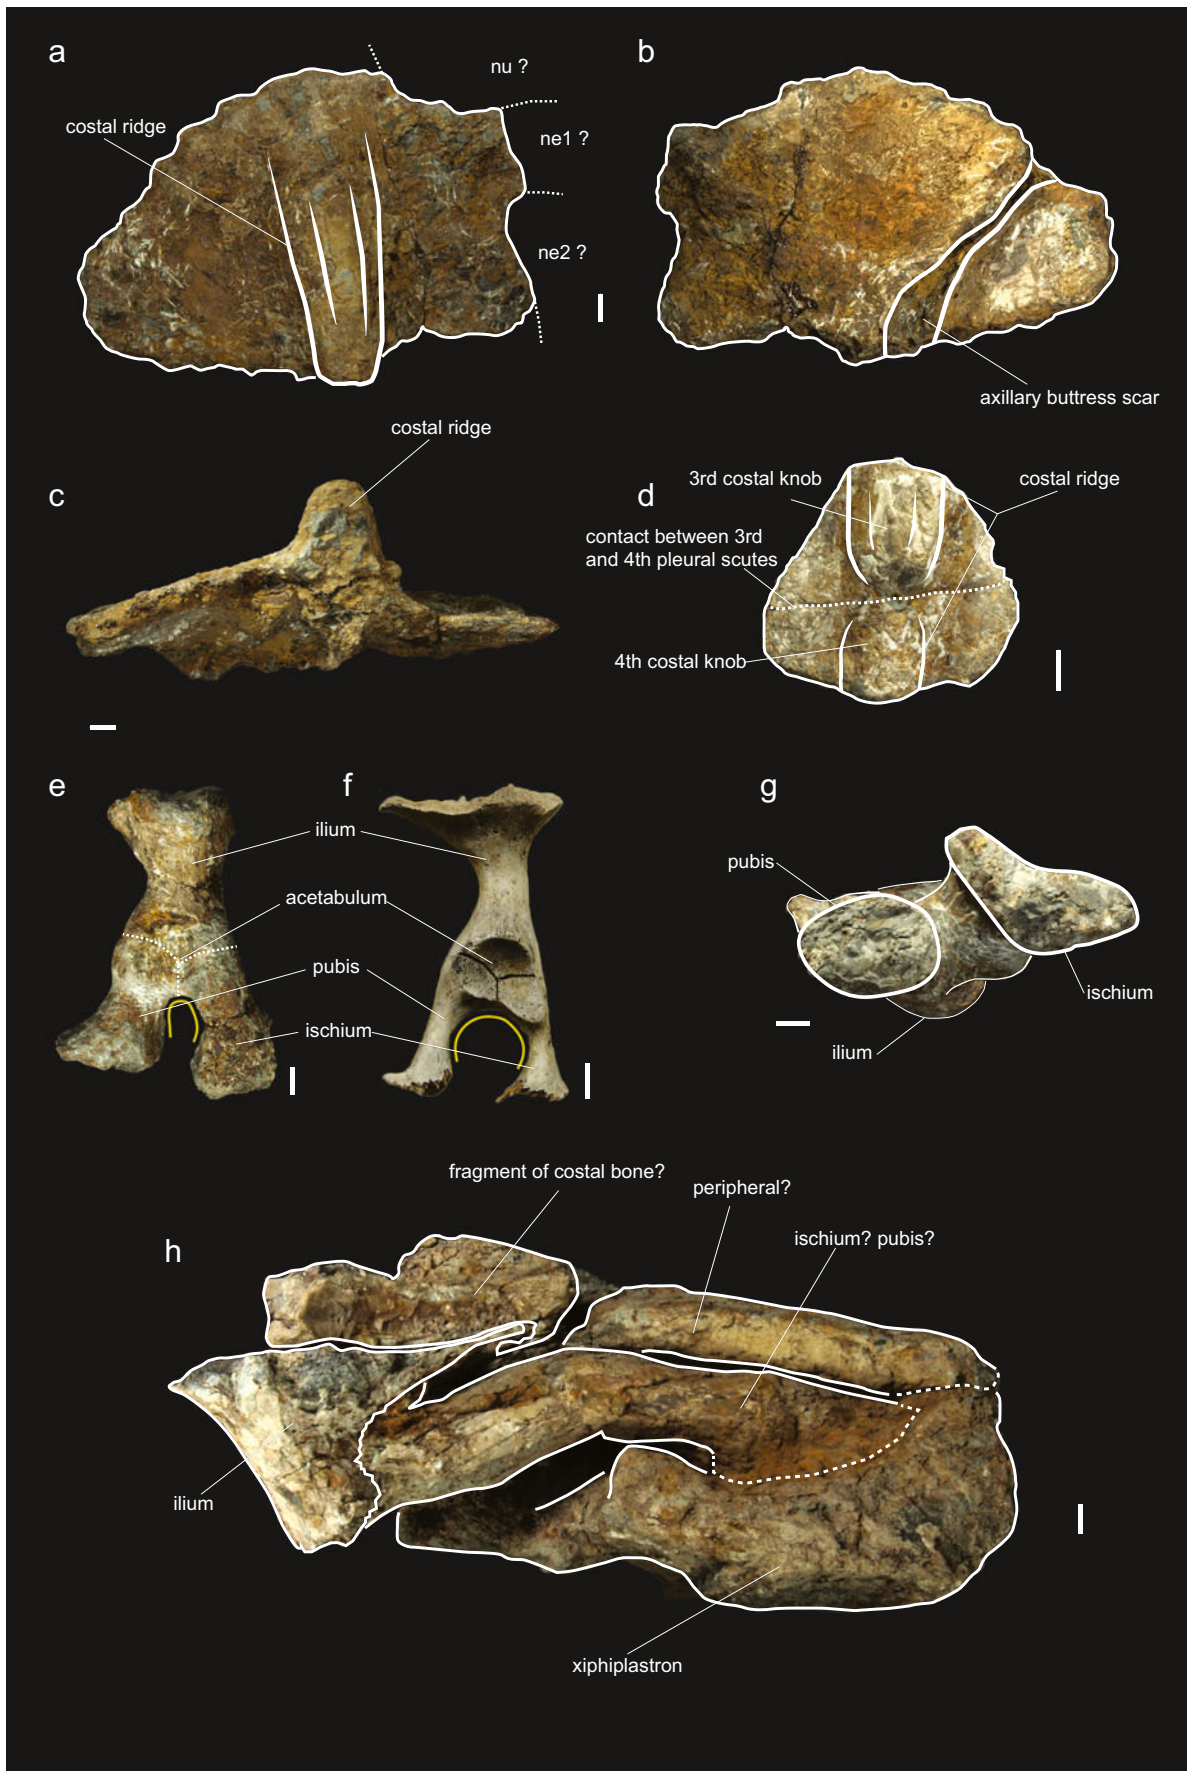 a
nu ?
costal ridge
ne1 ?
ne2 ?
b
axillary buttress scar
costal ridge
c
d
3rd costal knob
costal ridge
contact between 3rd
and 4th pleural scutes
4th costal knob
e
f
ilium
acetabulum
pubis
ischium
g
pubis
ischium
ilium
fragment of costal bone?
peripheral?
h
ischium? pubis?
ilium
xiphiplastron